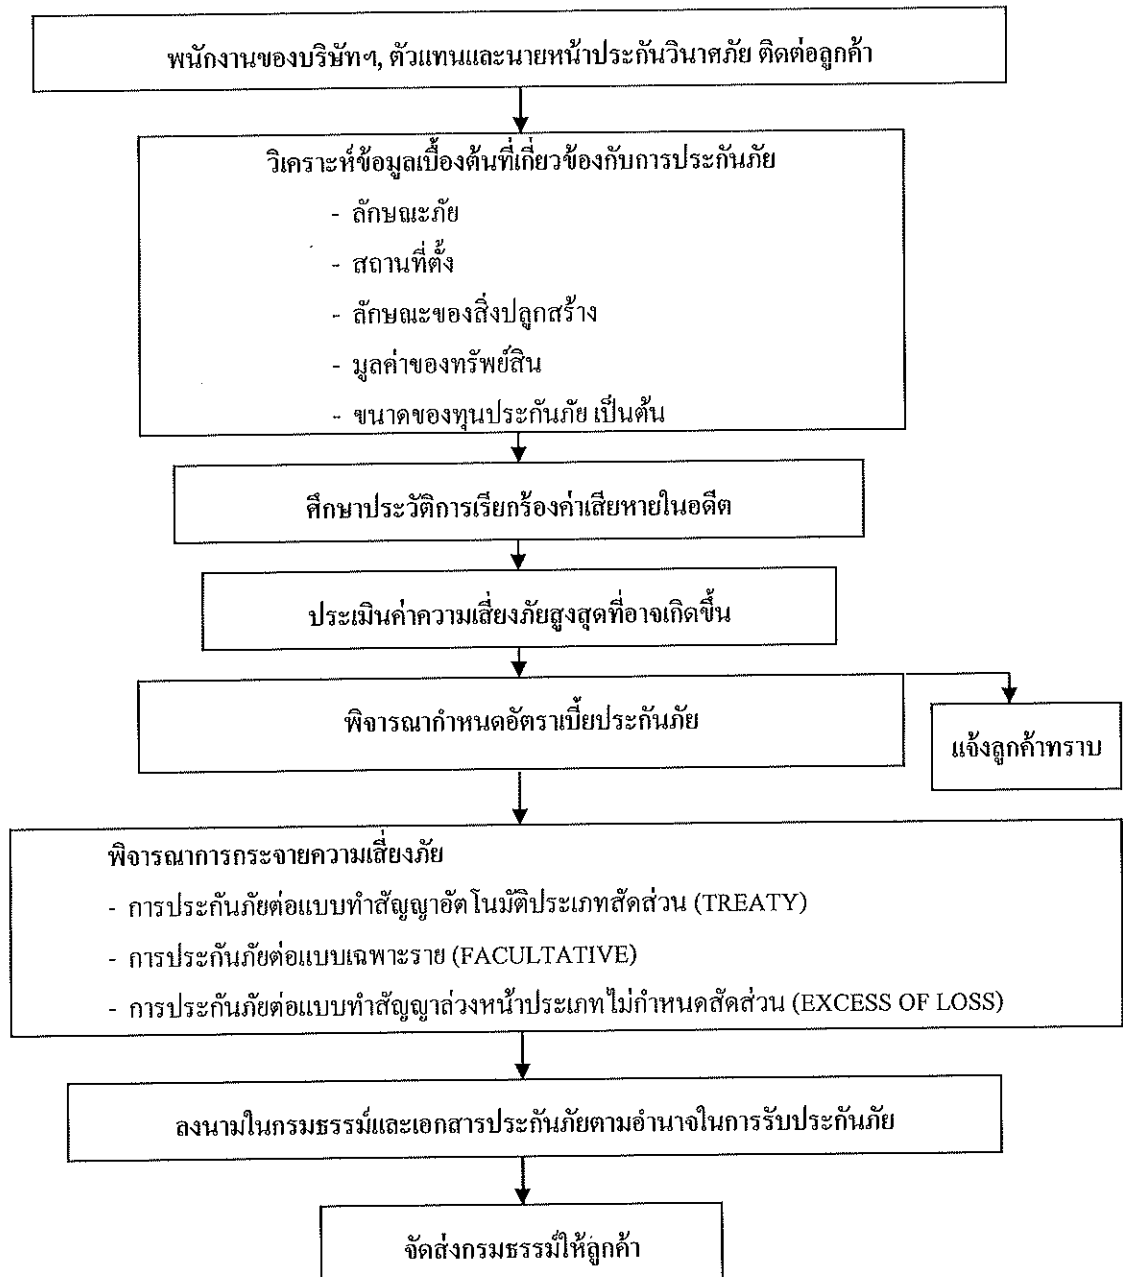 พนักงานของบริษัทฯ, ตัวแทนและนายหน้าประกันวินาศภัย ติดต่อลูกค้า
วิเคราะห์ข้อมูลเบื้องต้นที่เกี่ยวข้องกับการประกันภัย
- ลักษณะภัย
- สถานที่ตั้ง
- ลักษณะของสิ่งปลูกสร้าง
- มูลค่าของทรัพย์สิน
- ขนาดของทุนประกันภัย เป็นต้น
ศึกษาประวัติการเรียกร้องค่าเสียหายในอดีต
ประเมินค่าความเสี่ยงภัยสูงสุดที่อาจเกิดขึ้น
พิจารณากำหนดอัตราเบี้ยประกันภัย
แจ้งลูกค้าทราบ
พิจารณาการกระจายความเสี่ยงภัย
- การประกันภัยต่อแบบทำสัญญาอัตโนมัติประเภทสัดส่วน (TREATY)
- การประกันภัยต่อแบบเฉพาะราย (FACULTATIVE)
- การประกันภัยต่อแบบทำสัญญาล่วงหน้าประเภทไม่กำหนดสัดส่วน (EXCESS OF LOSS)
ลงนามในกรมธรรม์และเอกสารประกันภัยตามอำนาจในการรับประกันภัย
จัดส่งกรมธรรม์ให้ลูกค้า